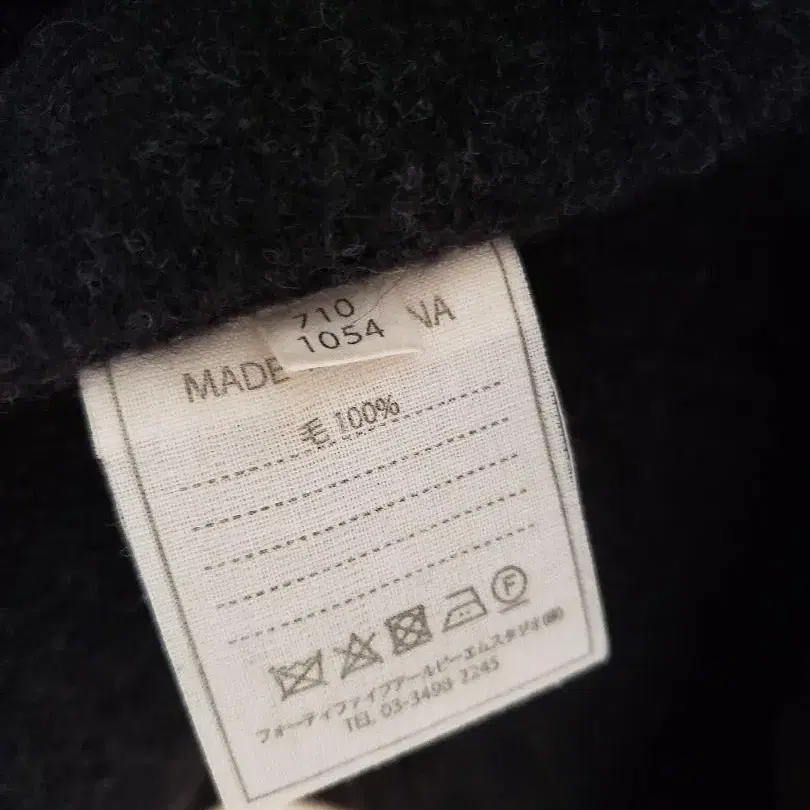 710
1054
MADE NA
毛 100%
F
フォーティファイブアールピーエムスタジオ(株)
TEL 03-3490 2245